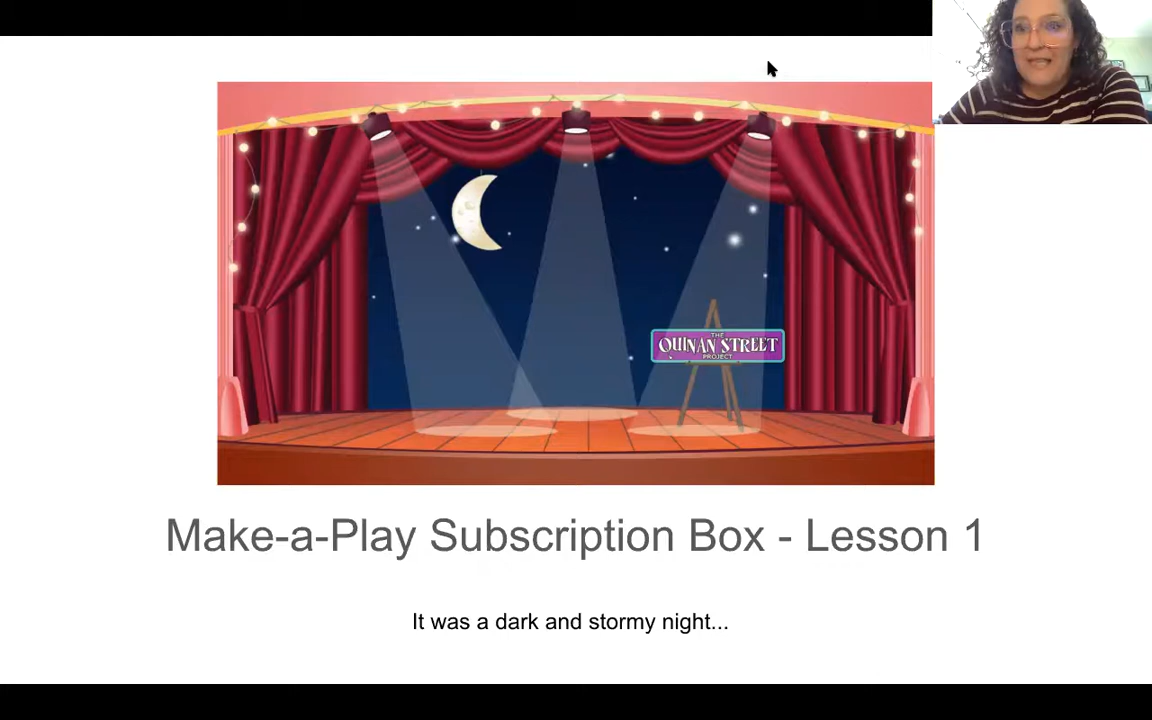 THE
QUINAN STREET
PROJECT
Make-a-Play Subscription Box - Lesson 1
It was a dark and stormy night...